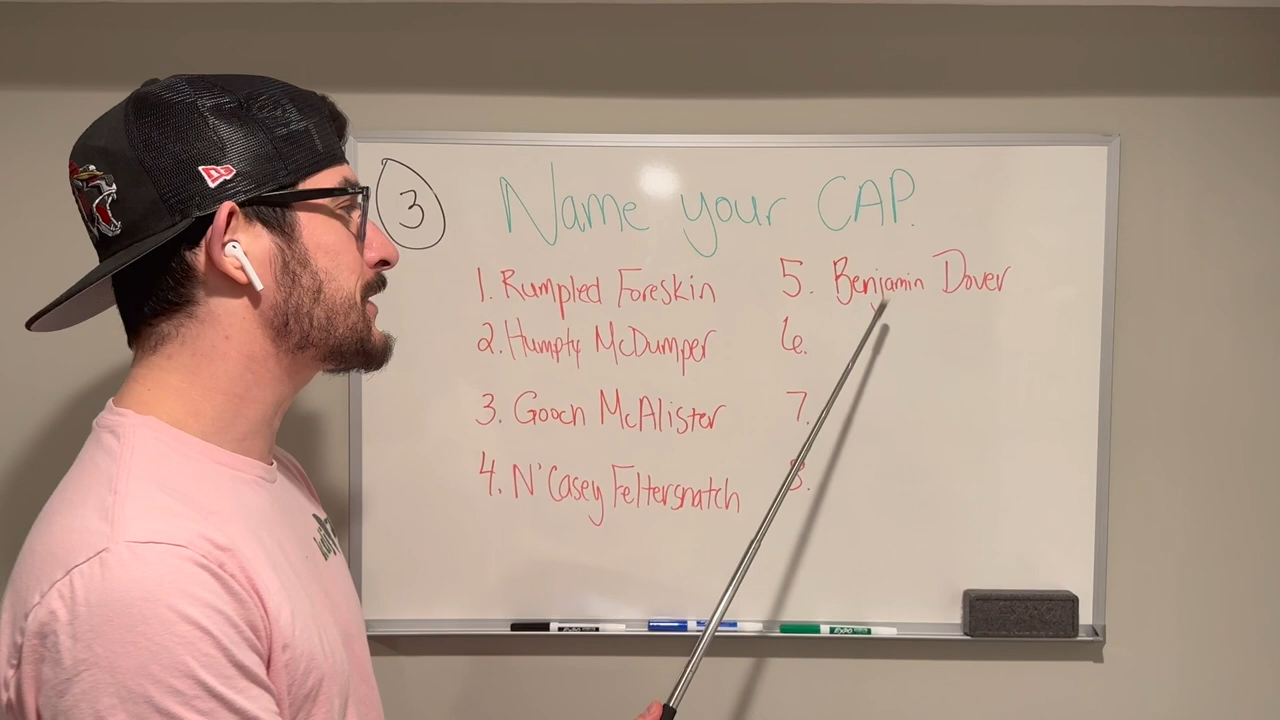 3
Name your CAP.
1. Rumpled Foreskin
2. Humpty McDumper
3. Gooch McAlister
4. N'Casey Feltersnatch
5. Benjamin Dover
6.
7.
8.
EXPO
EXPO